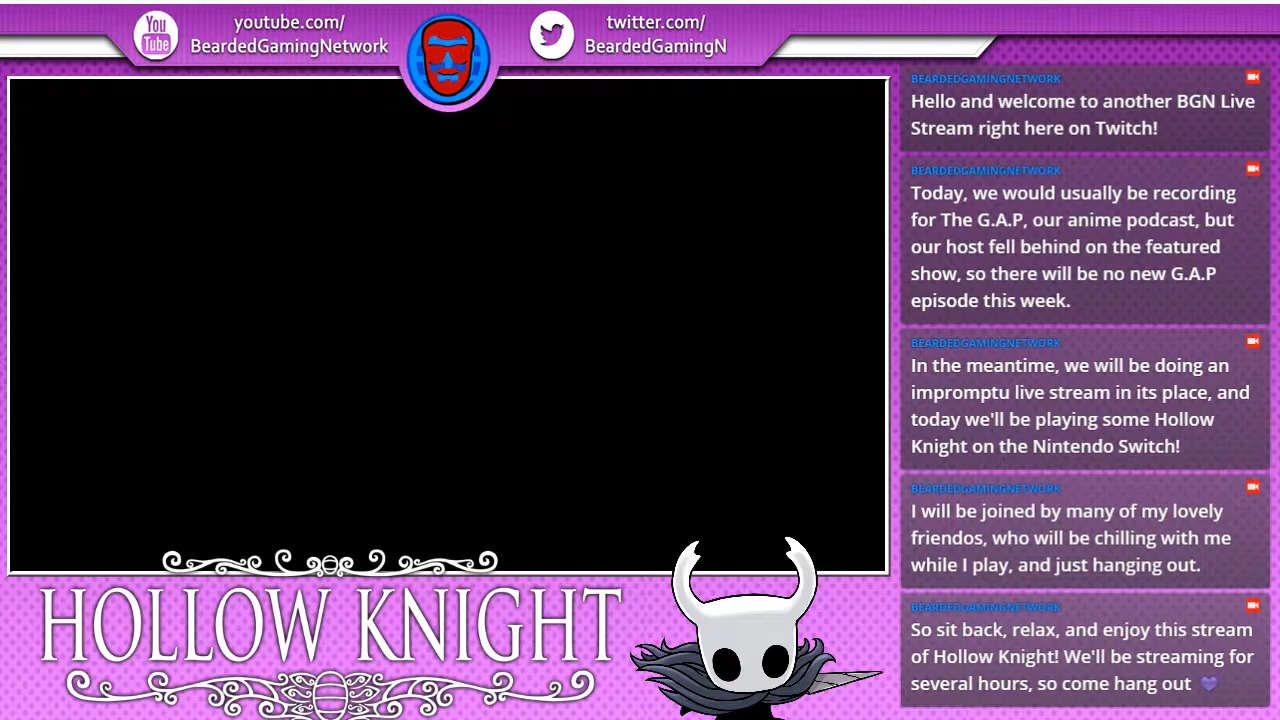 youtube.com/
BeardedGamingNetwork
You
Tube
twitter.com/
BeardedGamingN
BEARDEDGAMINGNETWORK
Hello and welcome to another BGN Live
Stream right here on Twitch!
BEARDEDGAMINGNETWORK
Today, we would usually be recording
for The G.A.P, our anime podcast, but
our host fell behind on the featured
show, so there will be no new G.A.P
episode this week.
BEARDEDGAMINGNETWORK
In the meantime, we will be doing an
impromptu live stream in its place, and
today we'll be playing some Hollow
Knight on the Nintendo Switch!
BEARDEDGAMINGNETWORK
I will be joined by many of my lovely
friendos, who will be chilling with me
while I play, and just hanging out.
BEARDEDGAMINGNETWORK
So sit back, relax, and enjoy this stream
of Hollow Knight! We'll be streaming for
several hours, so come hang out 💜
HOLLOW KNIGHT